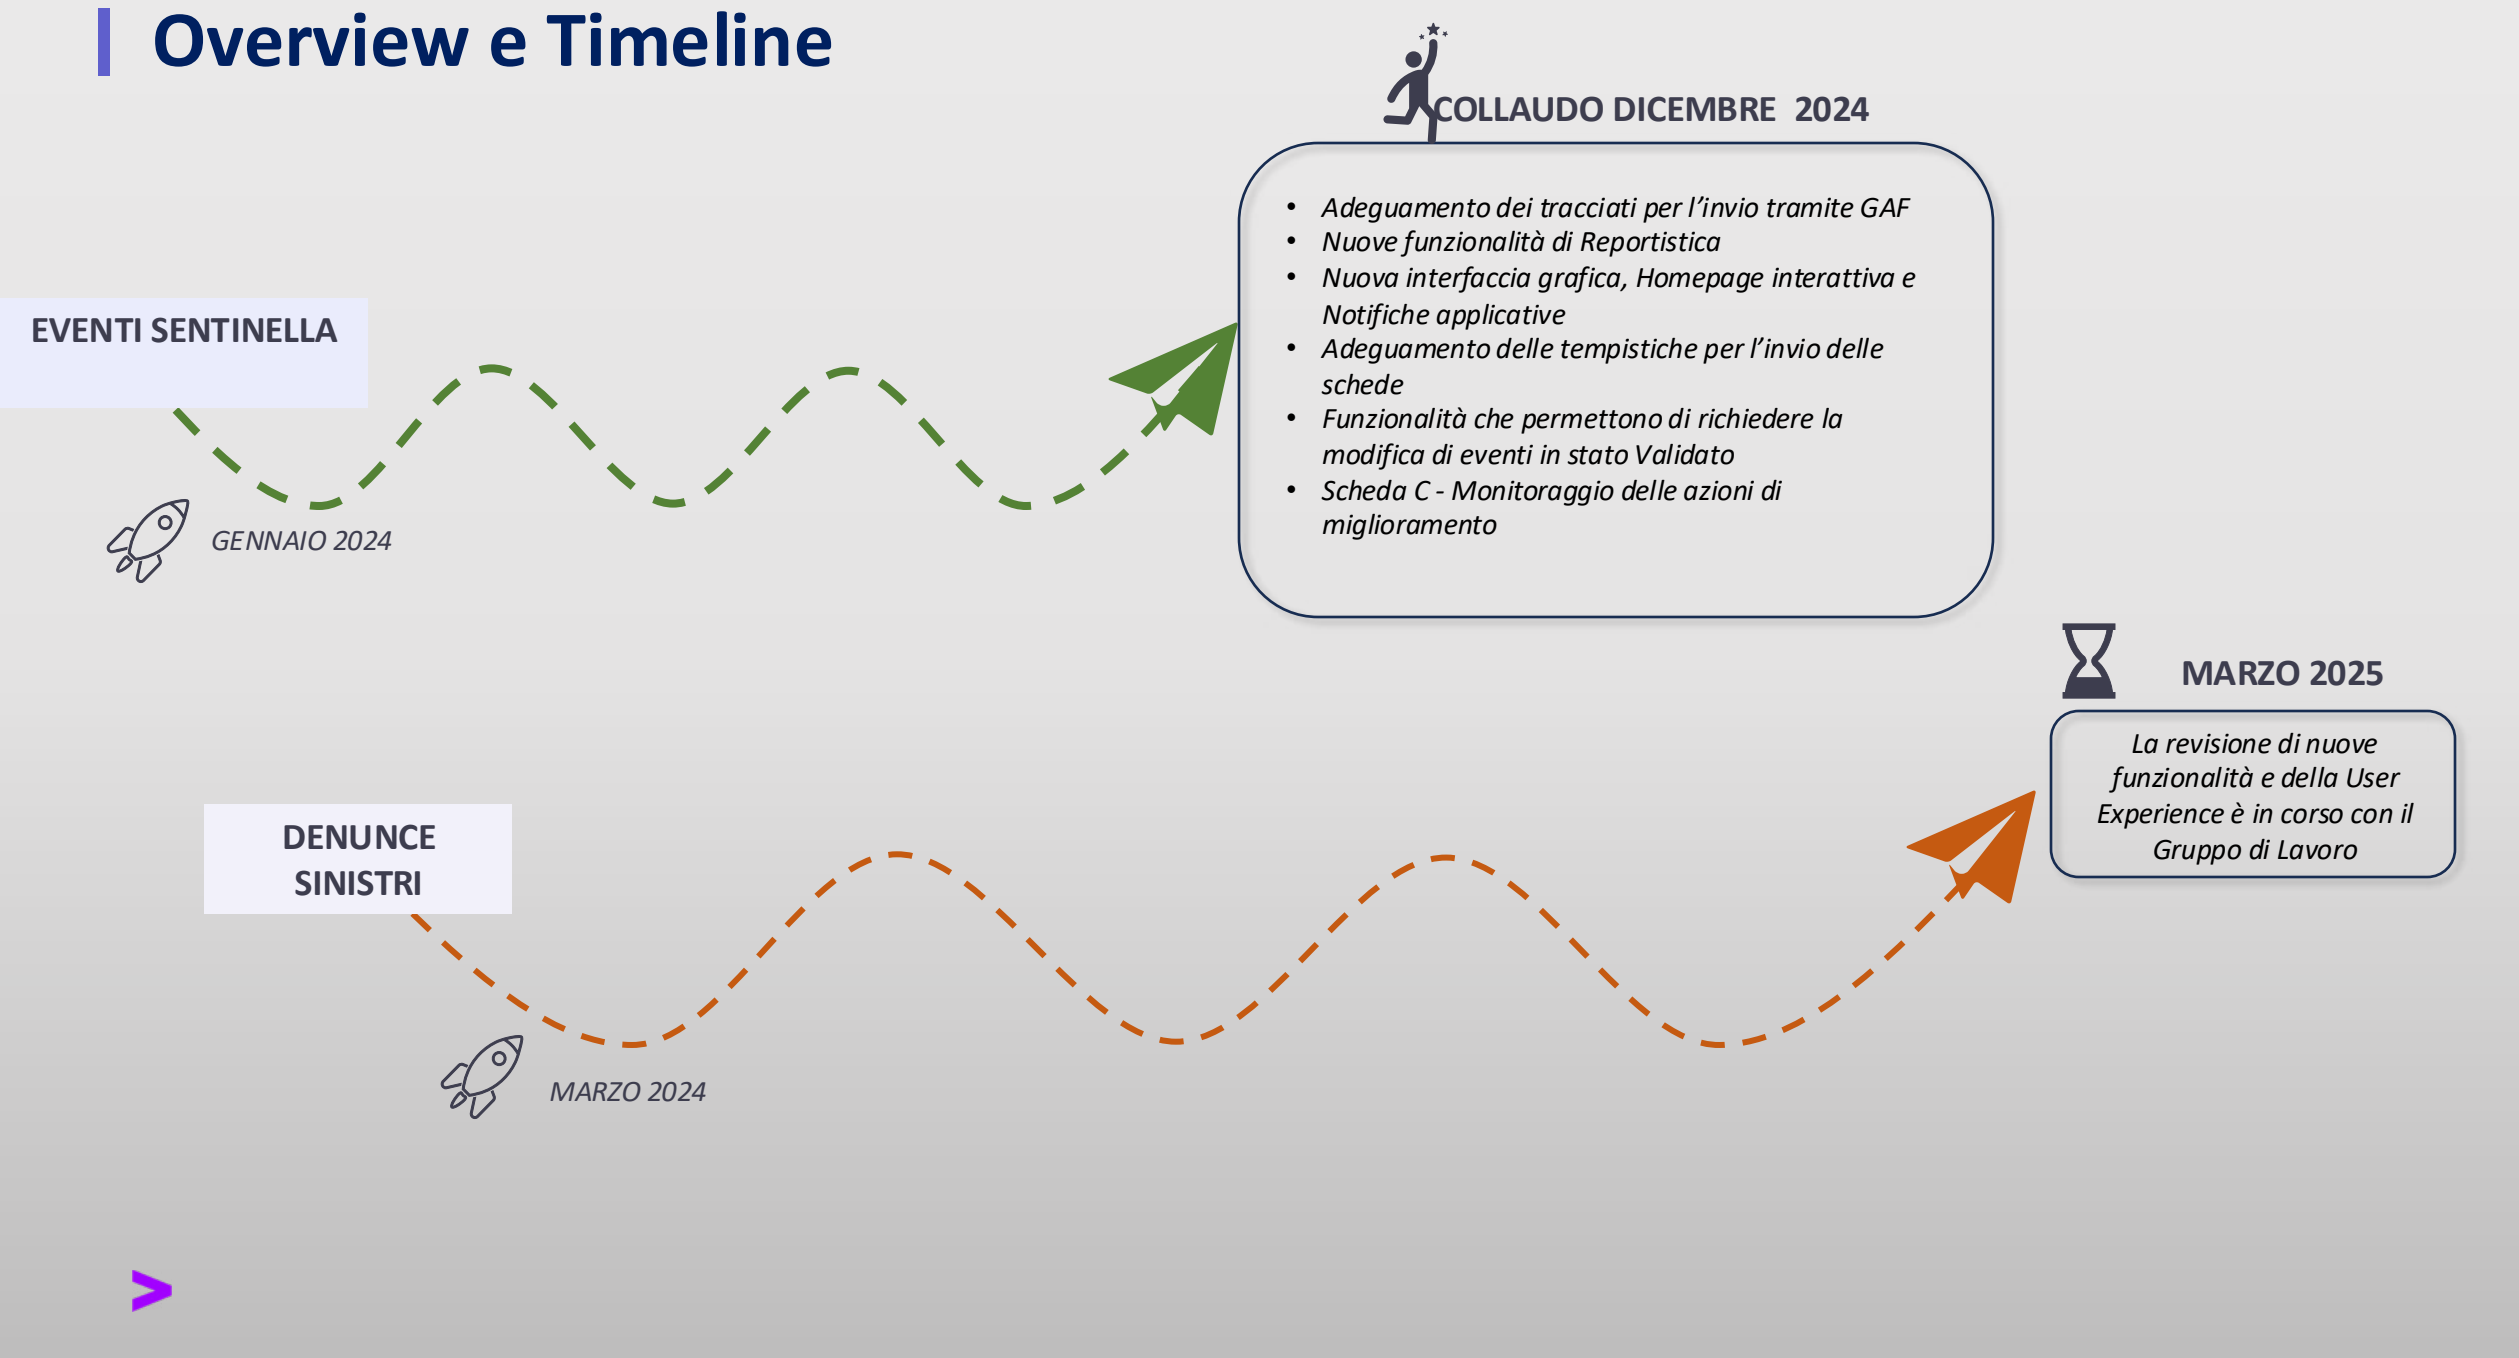 Overview e Timeline
COLLAUDO DICEMBRE 2024
• Adeguamento dei tracciati per l’invio tramite GAF
• Nuove funzionalità di Reportistica
• Nuova interfaccia grafica, Homepage interattiva e
Notifiche applicative
• Adeguamento delle tempistiche per l’invio delle
schede
• Funzionalità che permettono di richiedere la
modifica di eventi in stato Validato
• Scheda C - Monitoraggio delle azioni di
miglioramento
EVENTI SENTINELLA
GENNAIO 2024
MARZO 2025
La revisione di nuove
funzionalità e della User
Experience è in corso con il
Gruppo di Lavoro
DENUNCE
SINISTRI
MARZO 2024